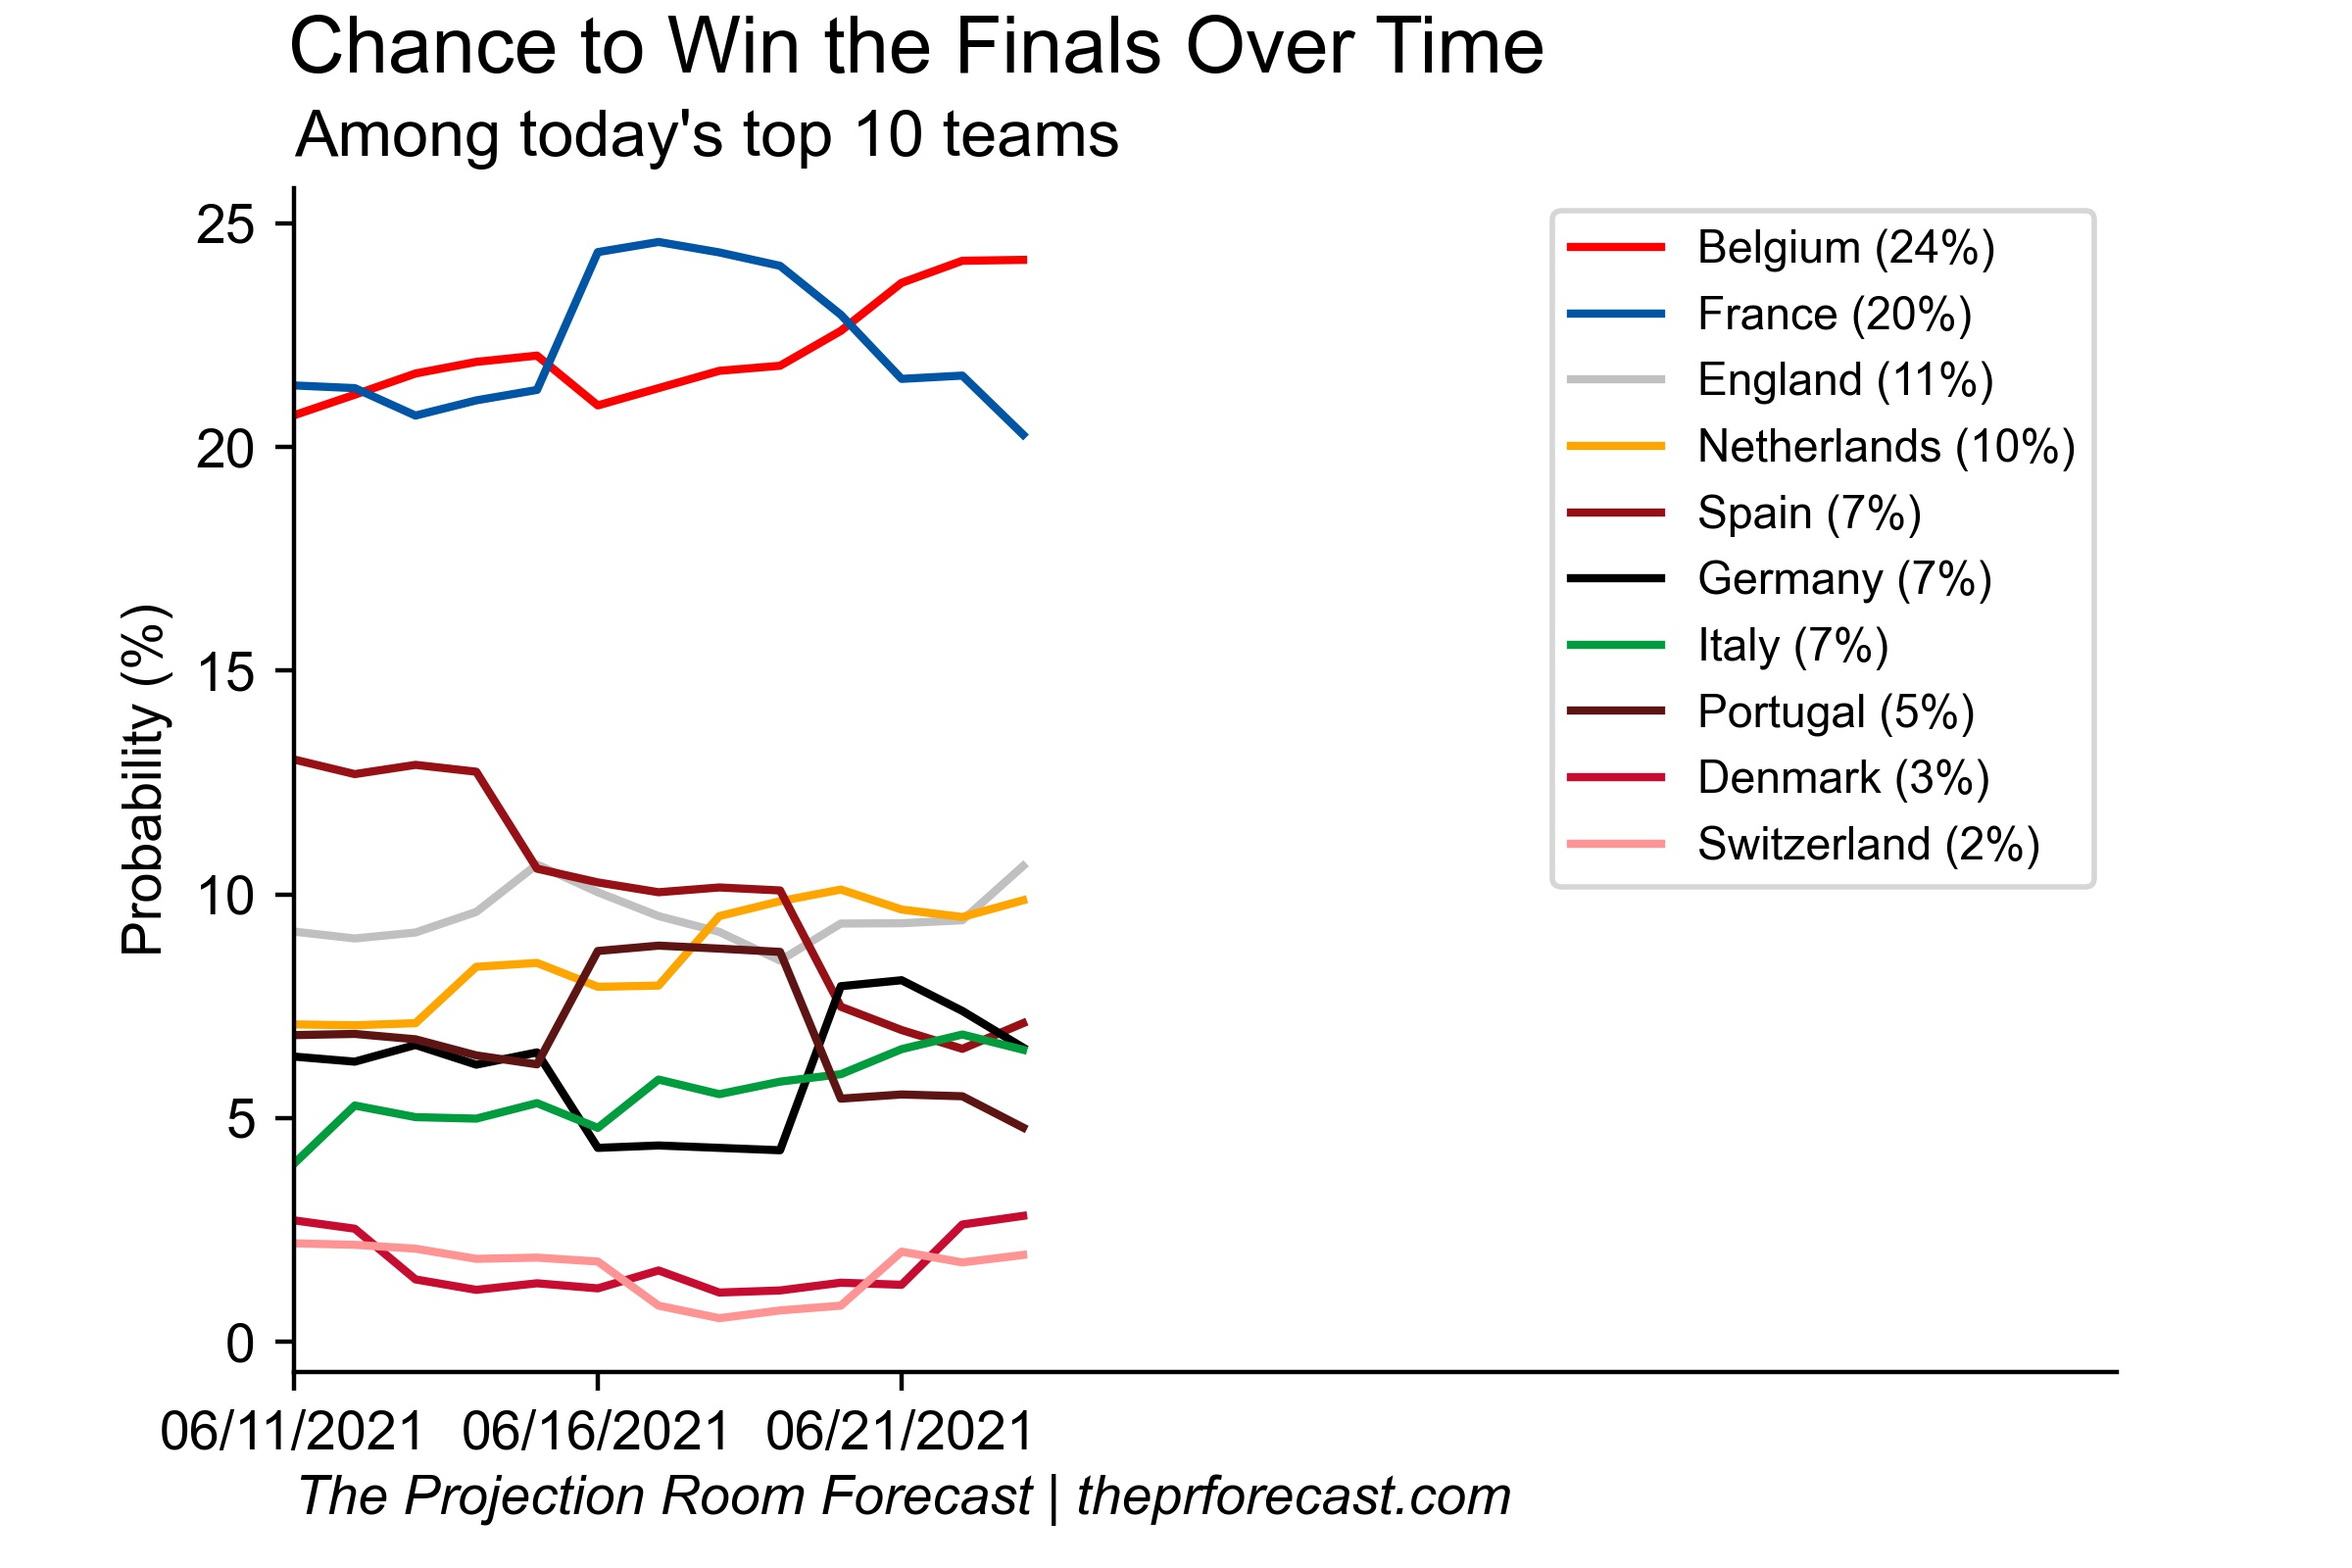 Chance to Win the Finals Over Time
Among today's top 10 teams
Probability (%)
25
20
15
10
5
0
Belgium (24%)
France (20%)
England (11%)
Netherlands (10%)
Spain (7%)
Germany (7%)
Italy (7%)
Portugal (5%)
Denmark (3%)
Switzerland (2%)
06/11/2021 06/16/2021 06/21/2021
The Projection Room Forecast | theprforecast.com